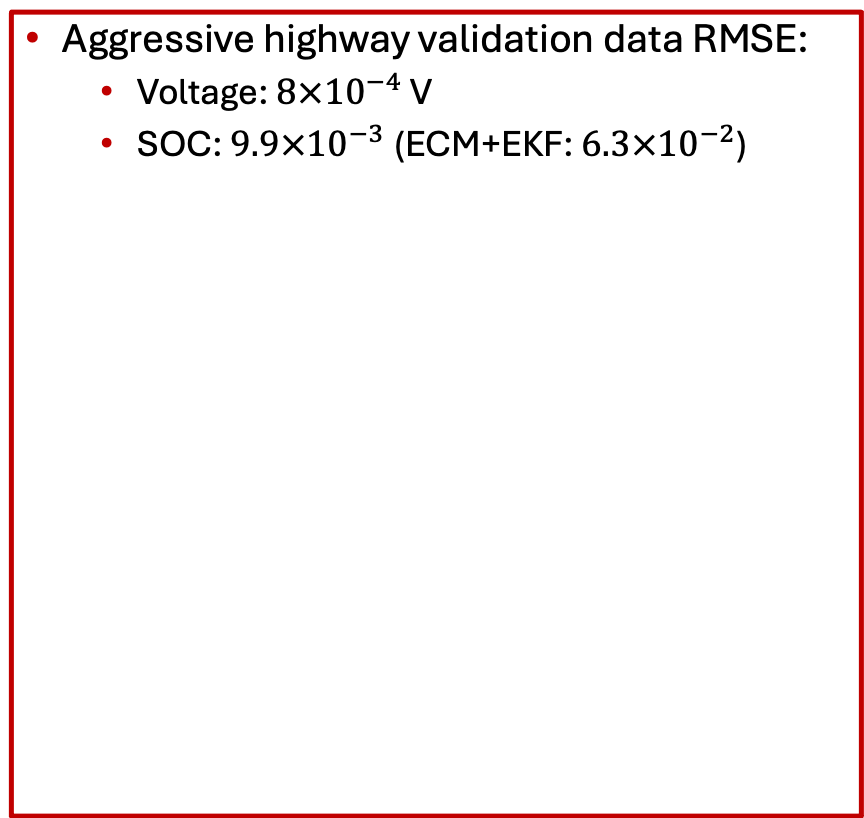 • Aggressive highway validation data RMSE:
• Voltage: 8×10⁻⁴ V
• SOC: 9.9×10⁻³ (ECM+EKF: 6.3×10⁻²)